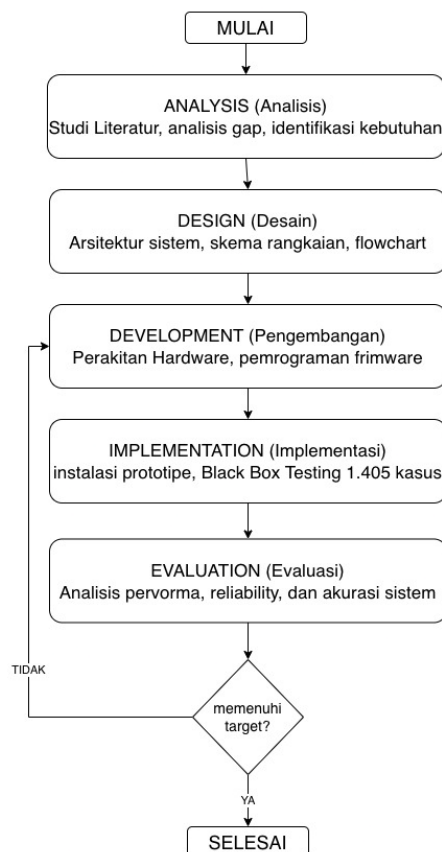 MULAI
ANALYSIS (Analisis)
Studi Literatur, analisis gap, identifikasi kebutuhan
DESIGN (Desain)
Arsitektur sistem, skema rangkaian, flowchart
DEVELOPMENT (Pengembangan)
Perakitan Hardware, pemrograman frimware
IMPLEMENTATION (Implementasi)
instalasi prototipe, Black Box Testing 1.405 kasus
EVALUATION (Evaluasi)
Analisis pervorma, reliability, dan akurasi sistem
TIDAK
memenuhi
target?
YA
SELESAI